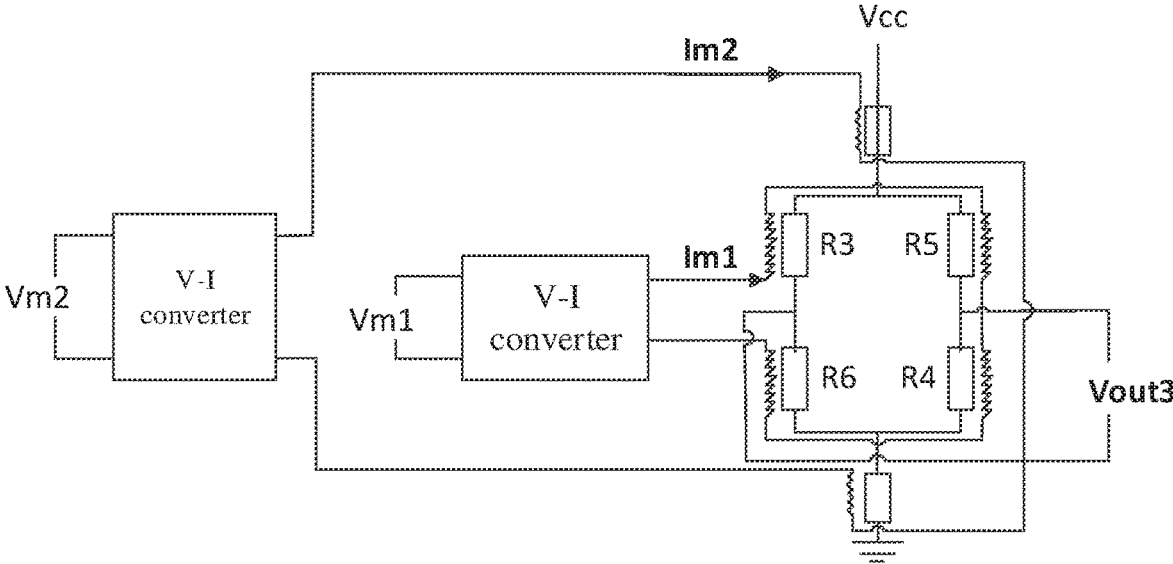 Vcc
Im2
R3
R5
V-I
converter
Vm2
Im1
V-I
converter
Vm1
R6
R4
Vout3